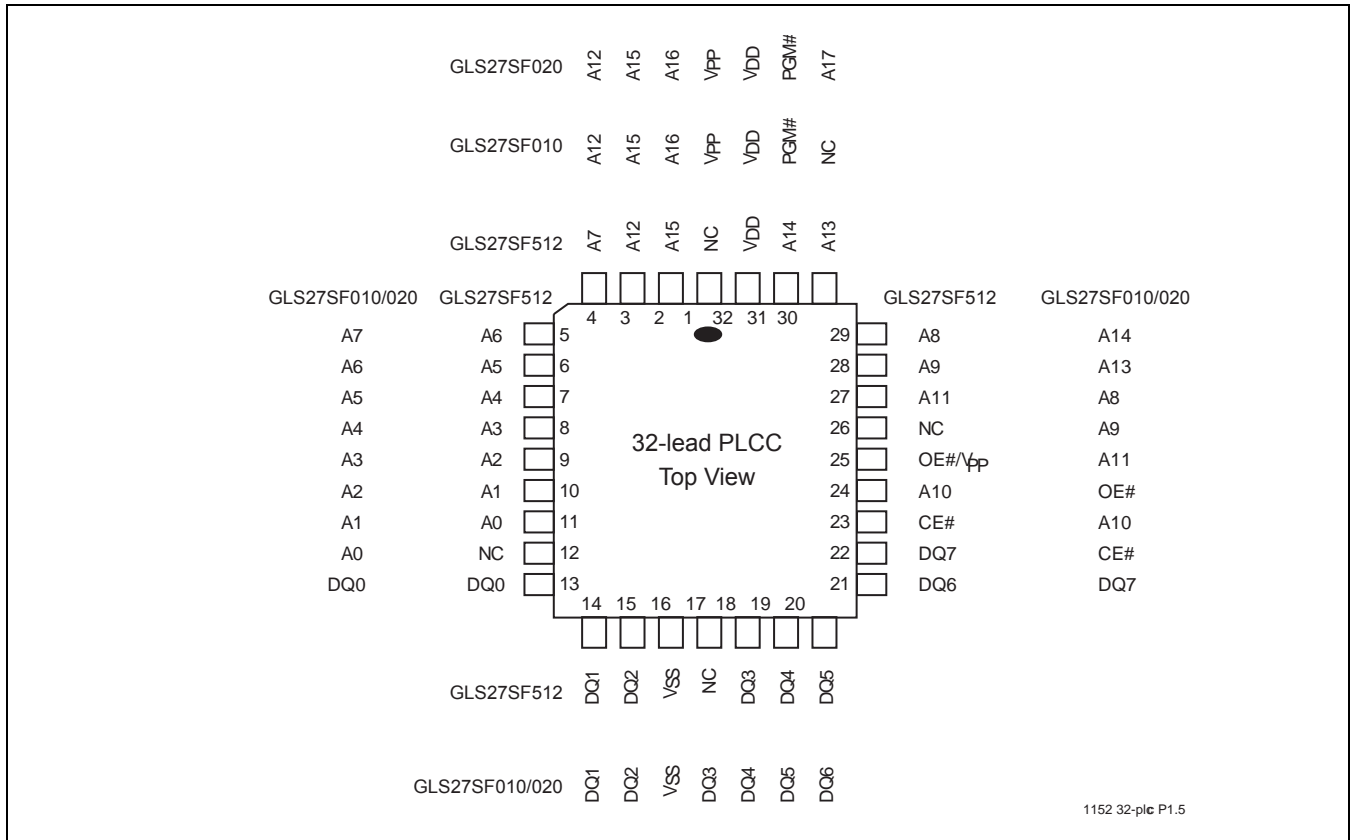 GLS27SF020 A12 A15 A16 VPP VDD PGM# A17
GLS27SF010 A12 A15 A16 VPP VDD PGM# NC
GLS27SF512 A7 A12 A15 NC VDD A14 A13
GLS27SF010/020 GLS27SF512 GLS27SF512 GLS27SF010/020
4 3 2 1 32 31 30
A7 A6 5 29 A8 A14
A6 A5 6 28 A9 A13
A5 A4 7 27 A11 A8
A4 A3 8 26 NC A9
32-lead PLCC
A3 A2 9 25 OE#/VPP A11
Top View
A2 A1 10 24 A10 OE#
A1 A0 11 23 CE# A10
A0 NC 12 22 DQ7 CE#
DQ0 DQ0 13 21 DQ6 DQ7
14 15 16 17 18 19 20
GLS27SF512 DQ1 DQ2 VSS NC DQ3 DQ4 DQ5
GLS27SF010/020 DQ1 DQ2 VSS DQ3 DQ4 DQ5 DQ6
1152 32-plc P1.5